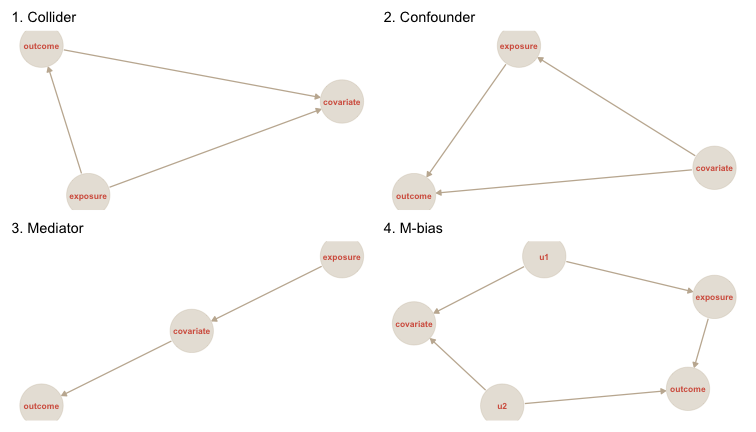 1. Collider
outcome
covariate
exposure
2. Confounder
exposure
covariate
outcome
3. Mediator
exposure
covariate
outcome
4. M-bias
u1
exposure
covariate
outcome
u2